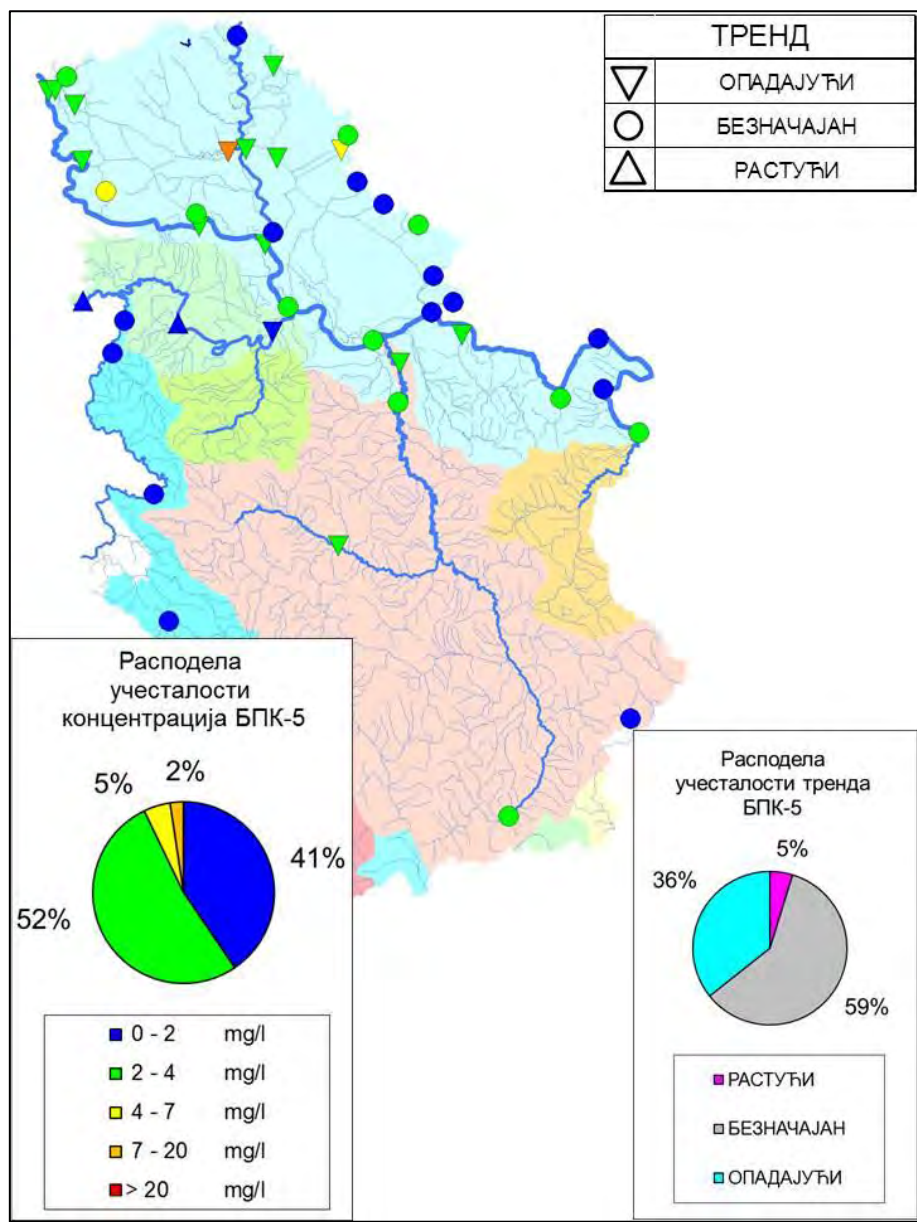 ТРЕНД
ОПАДАЈУЋИ
БЕЗНАЧАЈАН
РАСТУЋИ
Расподела
учесталости
концентрација БПК-5
5%
2%
41%
52%
0 - 2 mg/l
2 - 4 mg/l
4 - 7 mg/l
7 - 20 mg/l
> 20 mg/l
Расподела
учесталости тренда
БПК-5
5%
36%
59%
РАСТУЋИ
БЕЗНАЧАЈАН
ОПАДАЈУЋИ